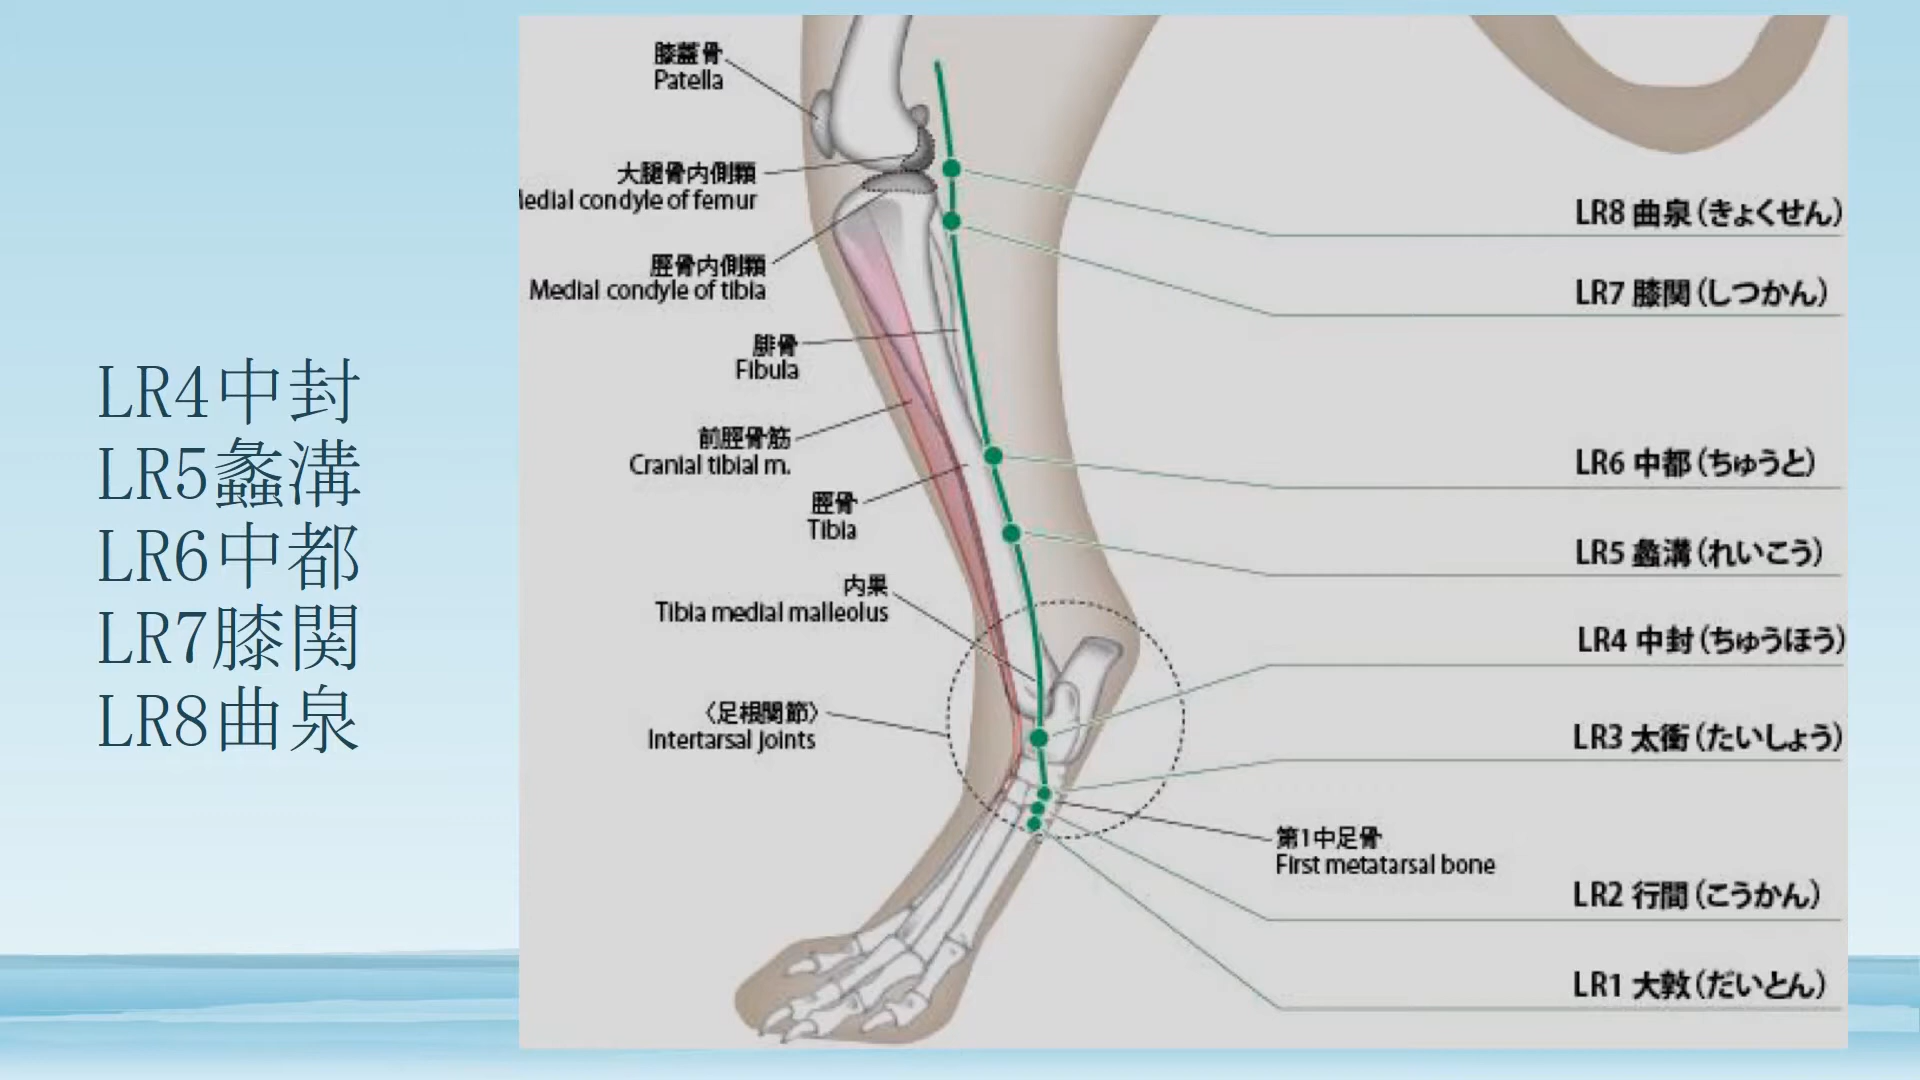 LR4中封
LR5蠡溝
LR6中都
LR7膝関
LR8曲泉
膝蓋骨
Patella
大腿骨内側顆
Medial condyle of femur
脛骨内側顆
Medial condyle of tibia
腓骨
Fibula
前脛骨筋
Cranial tibial m.
脛骨
Tibia
内果
Tibia medial malleolus
〈足根関節〉
Intertarsal joints
LR8 曲泉（きょくせん）
LR7 膝関（しつかん）
LR6 中都（ちゅうと）
LR5 蠡溝（れいこう）
LR4 中封（ちゅうほう）
LR3 太衝（たいしょう）
第1中足骨
First metatarsal bone
LR2 行間（こうかん）
LR1 大敦（だいとん）